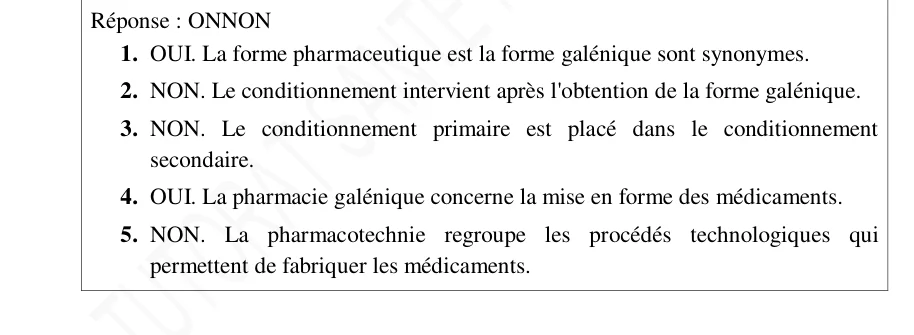 Réponse : ONNON
1. OUI. La forme pharmaceutique est la forme galénique sont synonymes.
2. NON. Le conditionnement intervient après l'obtention de la forme galénique.
3. NON. Le conditionnement primaire est placé dans le conditionnement
secondaire.
4. OUI. La pharmacie galénique concerne la mise en forme des médicaments.
5. NON. La pharmacotechnie regroupe les procédés technologiques qui
permettent de fabriquer les médicaments.
TUTORAT SANTE